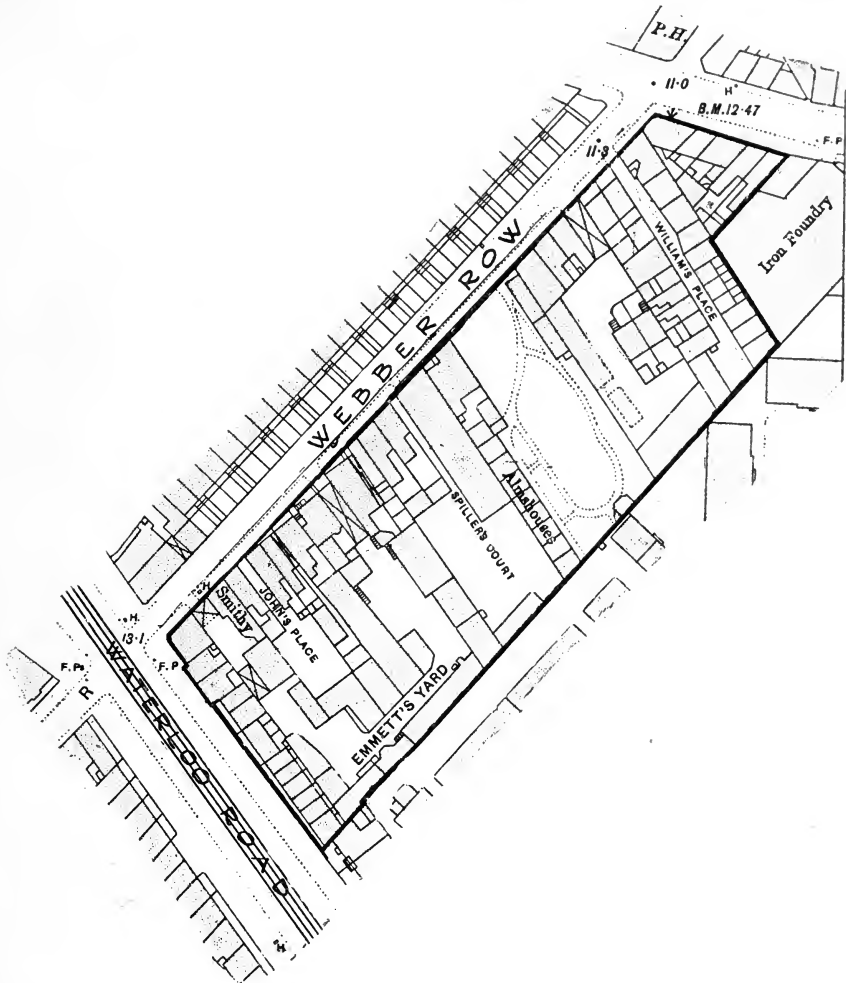 P.H.
11·0
H
B.M.12·47
F.P
11·8
Iron Foundry
WILLIAM'S PLACE
WEBBER ROW
Almshouses
SPILLER'S COURT
H
Smithy
JOHN'S PLACE
H.
13·1
F.P
F.Ps
R
EMMETT'S YARD
WATERLOO ROAD
H